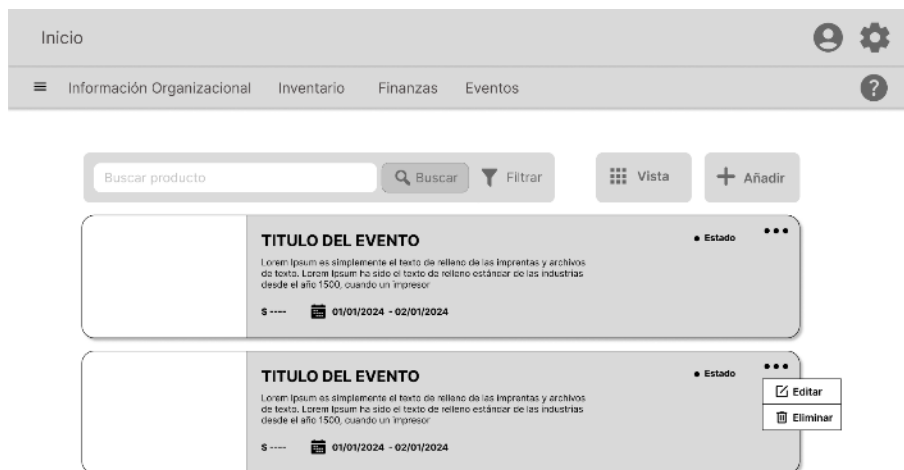 Inicio
Información Organizacional Inventario Finanzas Eventos
Buscar producto Buscar Filtrar Vista Añadir
TITULO DEL EVENTO
Estado
Lorem Ipsum es simplemente el texto de relleno de las imprentas y archivos
de texto. Lorem Ipsum ha sido el texto de relleno estándar de las industrias
desde el año 1500, cuando un impresor
$ ---- 01/01/2024 - 02/01/2024
TITULO DEL EVENTO
Estado
Lorem Ipsum es simplemente el texto de relleno de las imprentas y archivos
de texto. Lorem Ipsum ha sido el texto de relleno estándar de las industrias
desde el año 1500, cuando un impresor
$ ---- 01/01/2024 - 02/01/2024
Editar
Eliminar